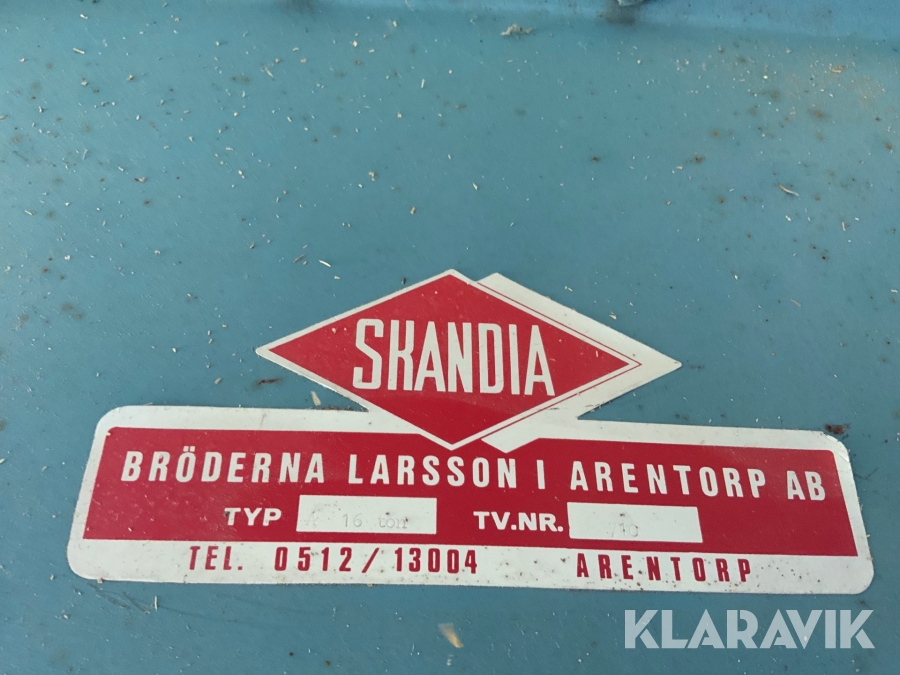 SKANDIA
BRÖDERNA LARSSON I ARENTORP AB
TYP 16 ton TV.NR.
TEL. 0512/13004 ARENTORP
KLARAVIK